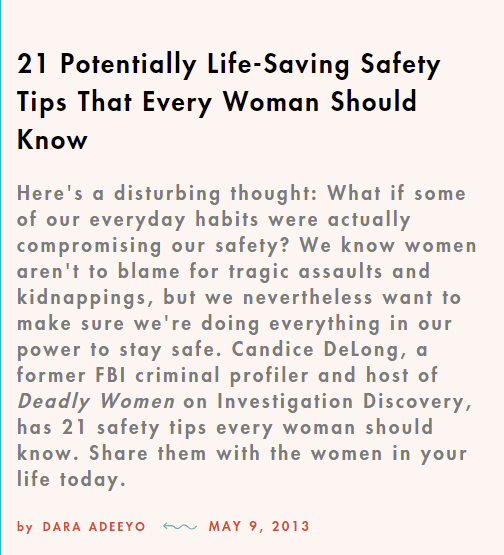 21 Potentially Life-Saving Safety
Tips That Every Woman Should
Know
Here's a disturbing thought: What if some
of our everyday habits were actually
compromising our safety? We know women
aren't to blame for tragic assaults and
kidnappings, but we nevertheless want to
make sure we're doing everything in our
power to stay safe. Candice DeLong, a
former FBI criminal profiler and host of
Deadly Women on Investigation Discovery,
has 21 safety tips every woman should
know. Share them with the women in your
life today.
by DARA ADEEYO MAY 9, 2013